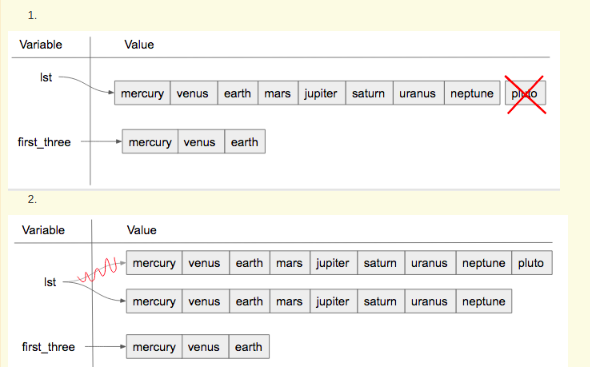 1.
Variable Value
lst
mercury venus earth mars jupiter saturn uranus neptune pluto
first_three mercury venus earth
2.
Variable Value
mercury venus earth mars jupiter saturn uranus neptune pluto
lst
mercury venus earth mars jupiter saturn uranus neptune
first_three mercury venus earth